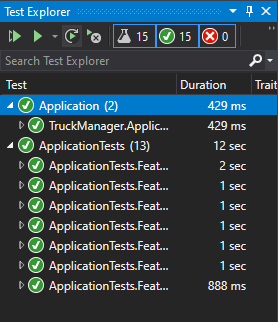 Test Explorer
15 15 0
Search Test Explorer
Test Duration Trait
Application (2) 429 ms
TruckManager.Applic... 429 ms
ApplicationTests (13) 12 sec
ApplicationTests.Feat... 2 sec
ApplicationTests.Feat... 1 sec
ApplicationTests.Feat... 1 sec
ApplicationTests.Feat... 1 sec
ApplicationTests.Feat... 1 sec
ApplicationTests.Feat... 1 sec
ApplicationTests.Feat... 888 ms